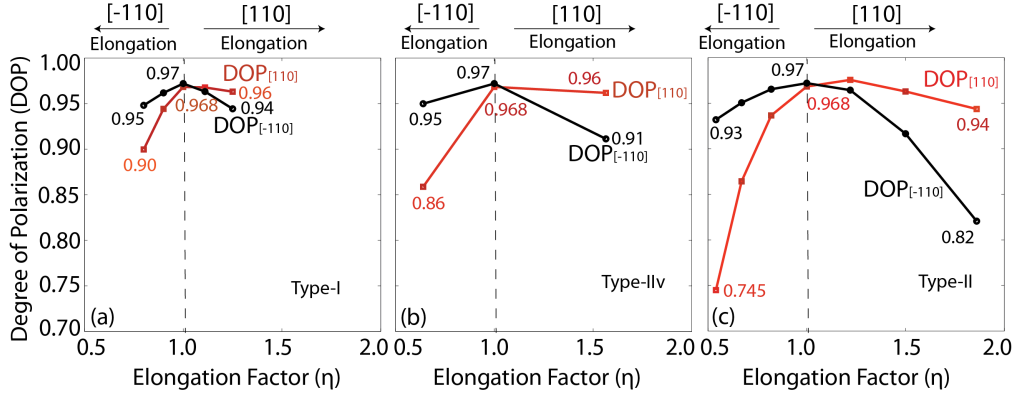 [-110] [110] [-110] [110] [-110] [110]
Elongation Elongation Elongation Elongation Elongation Elongation
Degree of Polarization (DOP)
1.00
0.95
0.90
0.85
0.80
0.75
0.70
0.97
DOP[110]
0.96
0.968
0.95
0.94
DOP[-110]
0.90
Type-I
(a)
0.5 1.0 1.5 2.0
Elongation Factor (η)
0.97
0.96
DOP[110]
0.968
0.95
0.91
DOP[-110]
0.86
Type-IIv
(b)
0.5 1.0 1.5 2.0
Elongation Factor (η)
0.97
DOP[110]
0.968
0.93
0.94
DOP[-110]
0.82
0.745
Type-II
(c)
0.5 1.0 1.5 2.0
Elongation Factor (η)